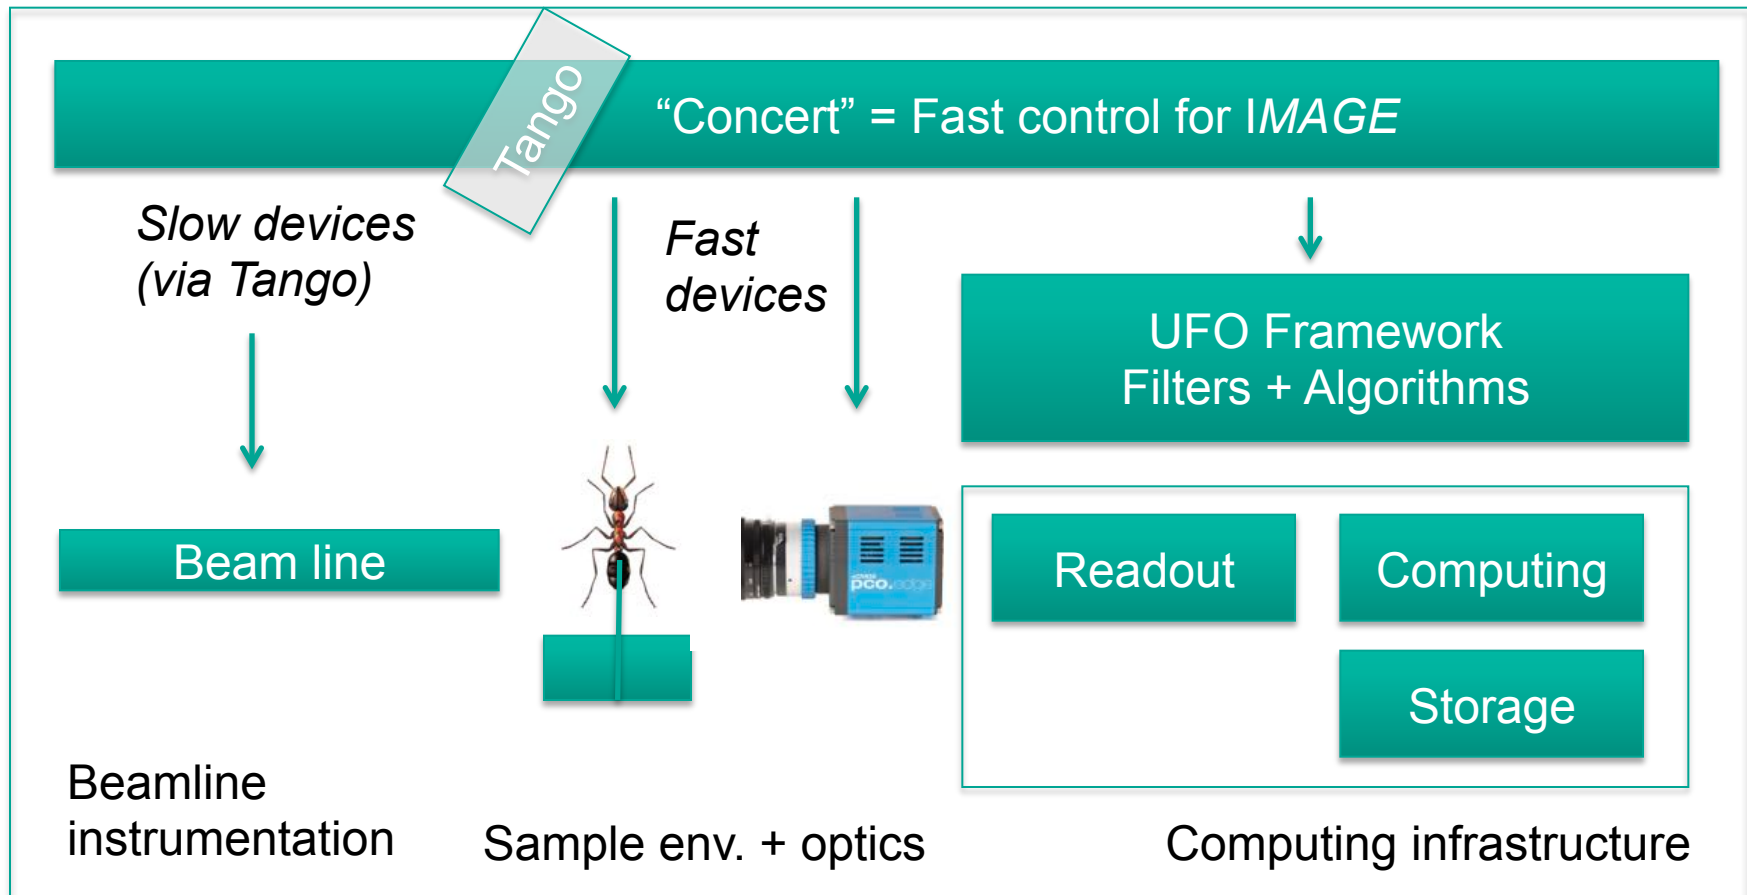 Tango
“Concert” = Fast control for IMAGE
Slow devices
(via Tango)
Fast
devices
UFO Framework
Filters + Algorithms
Beam line
pco.edge
Readout
Computing
Storage
Beamline
instrumentation
Sample env. + optics
Computing infrastructure